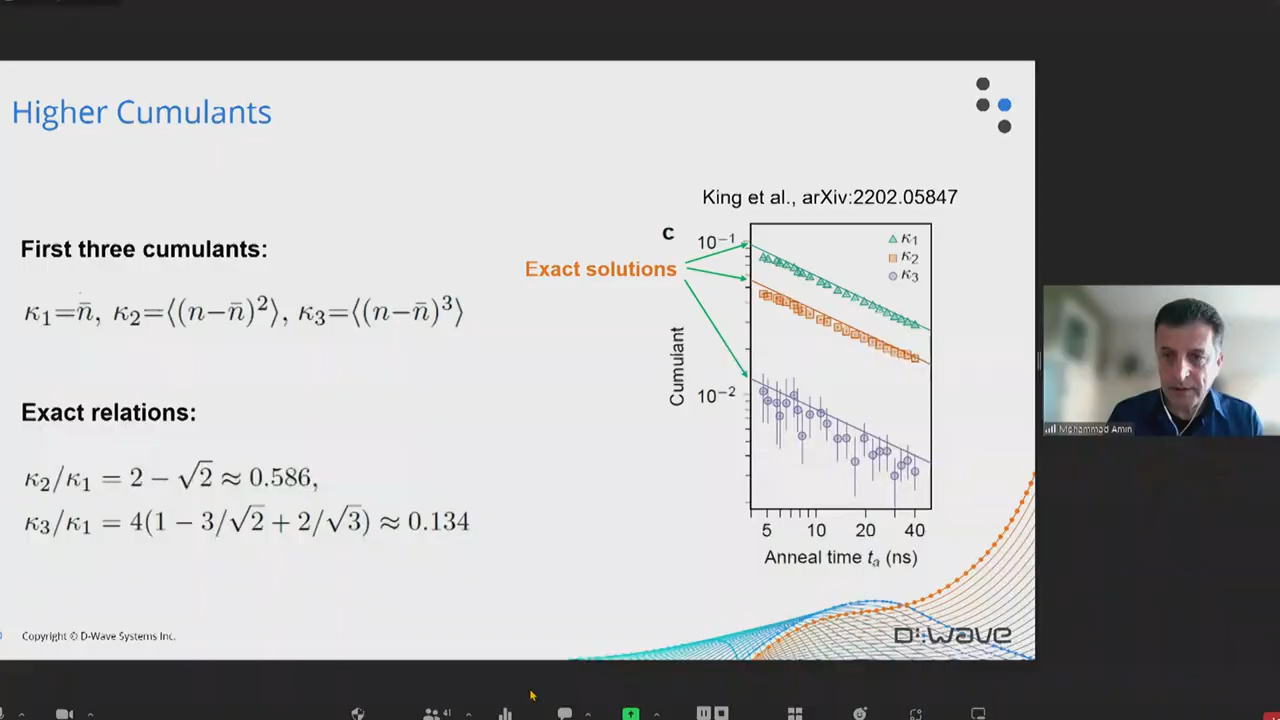 Higher Cumulants
King et al., arXiv:2202.05847
First three cumulants:
κ₁=n̄, κ₂=⟨(n−n̄)²⟩, κ₃=⟨(n−n̄)³⟩
Exact relations:
κ₂/κ₁ = 2 − √2 ≈ 0.586,
κ₃/κ₁ = 4(1 − 3/√2 + 2/√3) ≈ 0.134
Exact solutions
c
Cumulant
10⁻¹
10⁻²
κ₁
κ₂
κ₃
5 10 20 40
Anneal time tₐ (ns)
Copyright © D-Wave Systems Inc.
D:Wave
Mohammad Amin
41